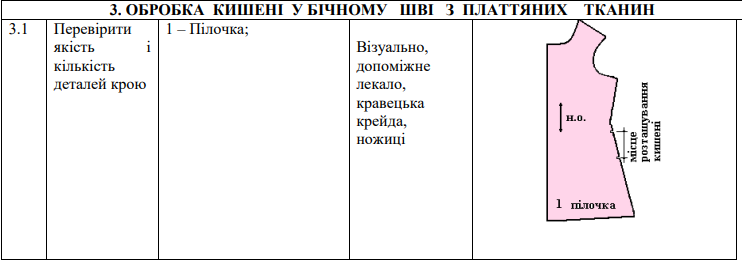 3. ОБРОБКА КИШЕНІ У БІЧНОМУ ШВІ З ПЛАТТЯНИХ ТКАНИН
3.1
Перевірити
якість і
кількість
деталей крою
1 – Пілочка;
Візуально,
допоміжне
лекало,
кравецька
крейда,
ножиці
н.о.
місце
розташування
кишені
1 пілочка